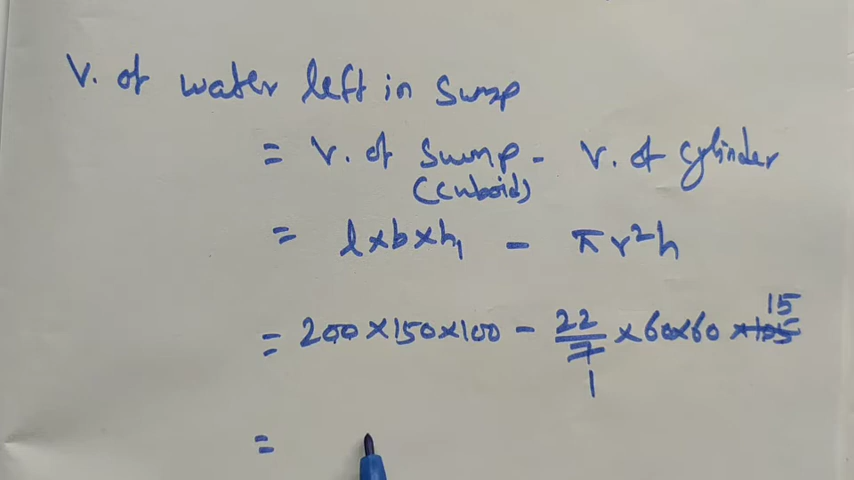 V. of water left in sump
= V. of sump - V. of cylinder
(cuboid)
= l×b×h₁ - πr²h
= 200×150×100 - 22/7 ×60×60×105 15
1
=